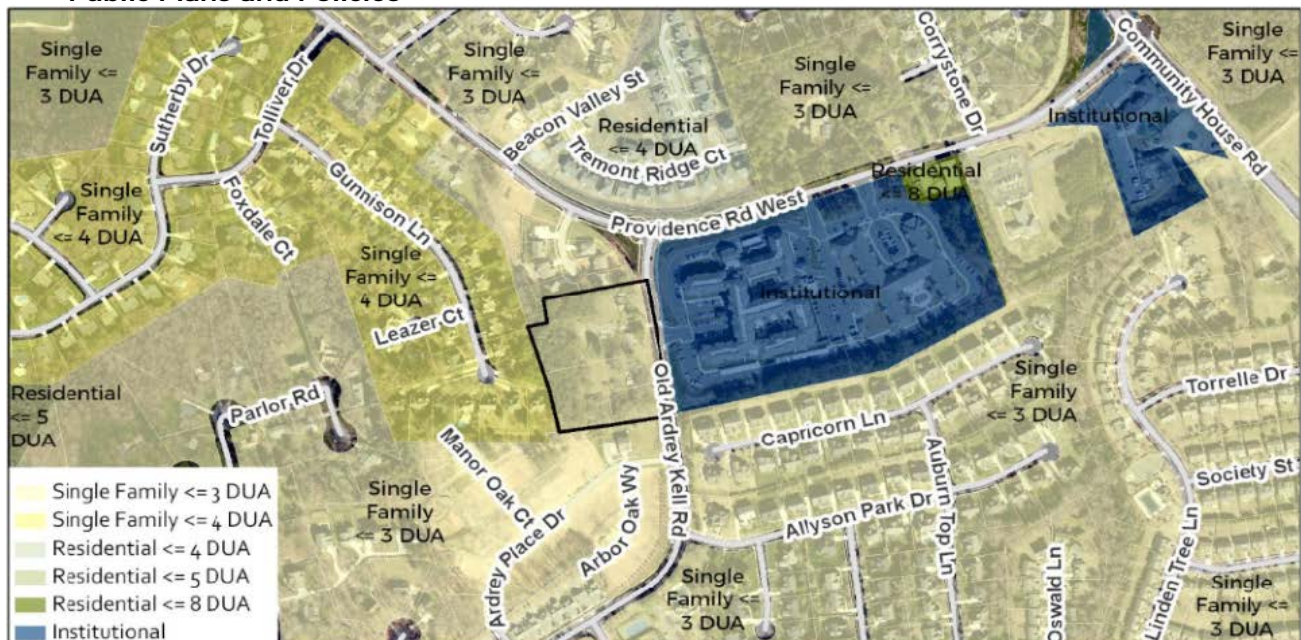 Public Plans and Policies
Single
Family <=
3 DUA
Sutherby Dr
Tolliver Dr
Single
Family <=
3 DUA
Beacon Valley St
Residential
<= 4 DUA
Tremont Ridge Ct
Single
Family <=
3 DUA
Corrystone Dr
Community House Rd
Single
Family <=
3 DUA
Institutional
Residential
<= 8 DUA
Providence Rd West
Gunnison Ln
Foxdale Ct
Single
Family
<= 4 DUA
Single
Family <=
4 DUA
Leazer Ct
Institutional
Old Ardrey Kell Rd
Residential
<= 5
DUA
Parlor Rd
Single
Family
<= 3 DUA
Torrelle Dr
Capricorn Ln
Auburn Top Ln
Manor Oak Ct
Single
Family
<= 3 DUA
Ardrey Place Dr
Arbor Oak Wy
Allyson Park Dr
Society St
Linden Tree Ln
Oswald Ln
Single
Family <=
3 DUA
Single
Family <=
3 DUA
Single Family <= 3 DUA
Single Family <= 4 DUA
Residential <= 4 DUA
Residential <= 5 DUA
Residential <= 8 DUA
Institutional